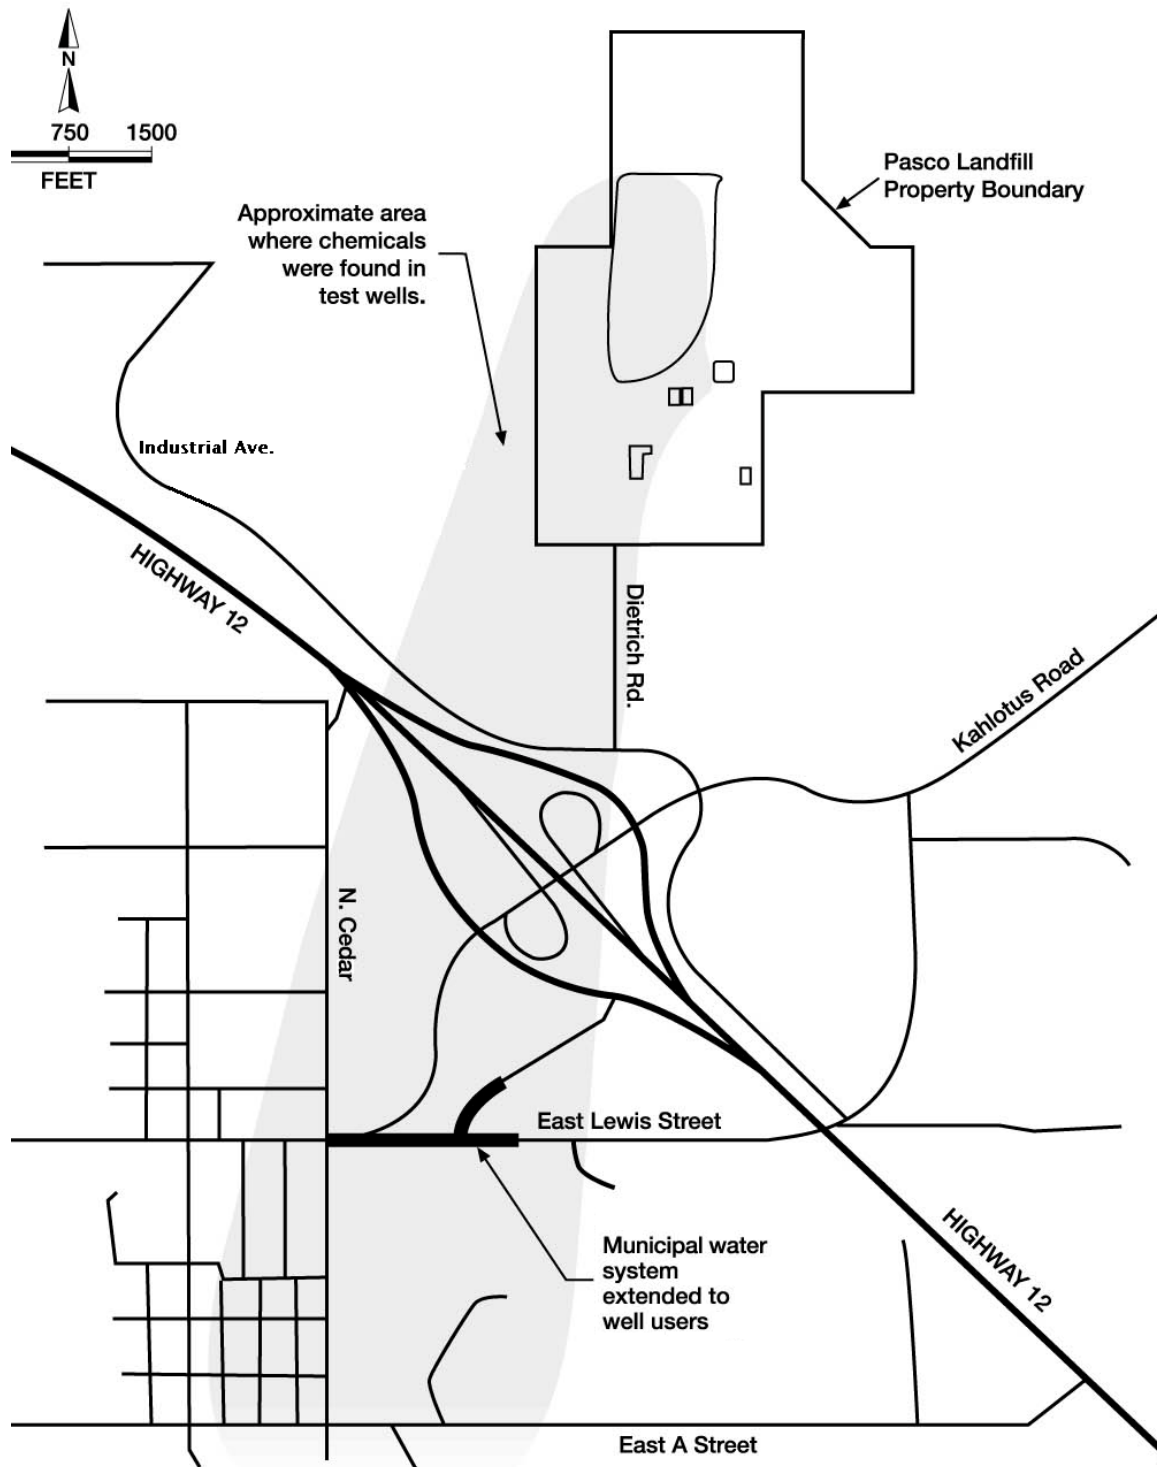 N
750 1500
FEET
Pasco Landfill
Property Boundary
Approximate area
where chemicals
were found in
test wells.
Industrial Ave.
HIGHWAY 12
Dietrich Rd.
Kahlotus Road
N. Cedar
East Lewis Street
Municipal water
system
extended to
well users
HIGHWAY 12
East A Street